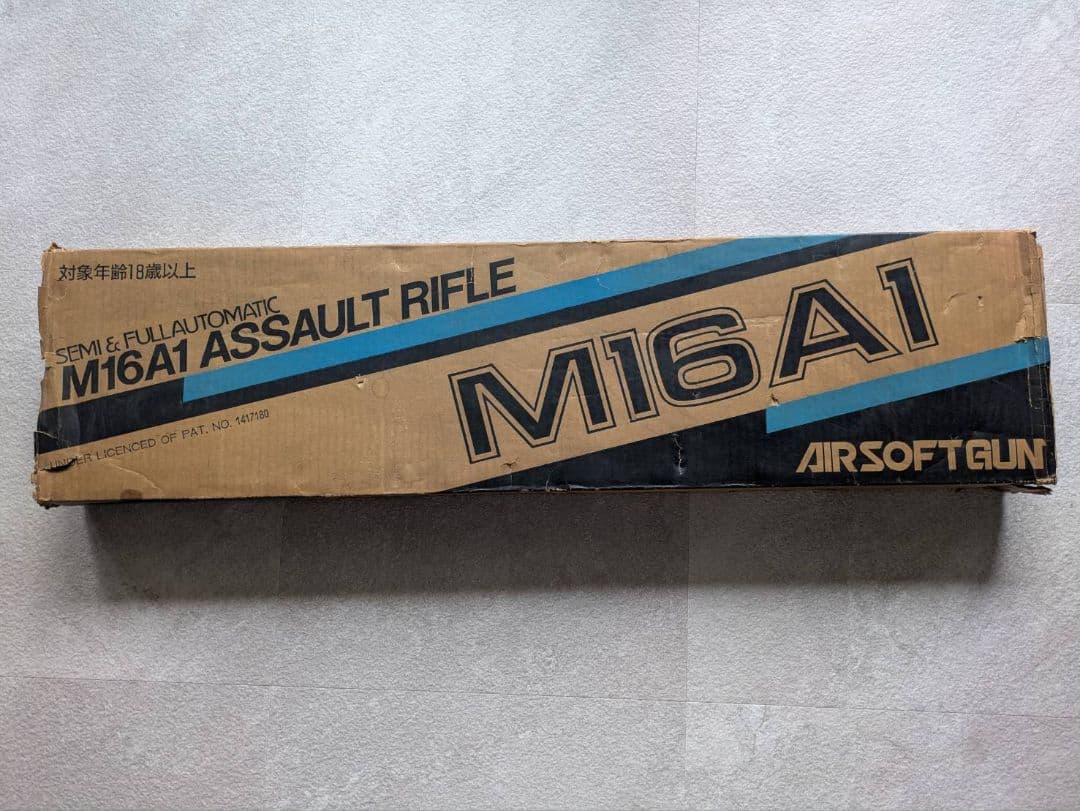 対象年齢18歳以上
SEMI & FULLAUTOMATIC
M16A1 ASSAULT RIFLE
UNDER LICENCED OF PAT. NO. 1417180
M16A1
AIRSOFTGUN